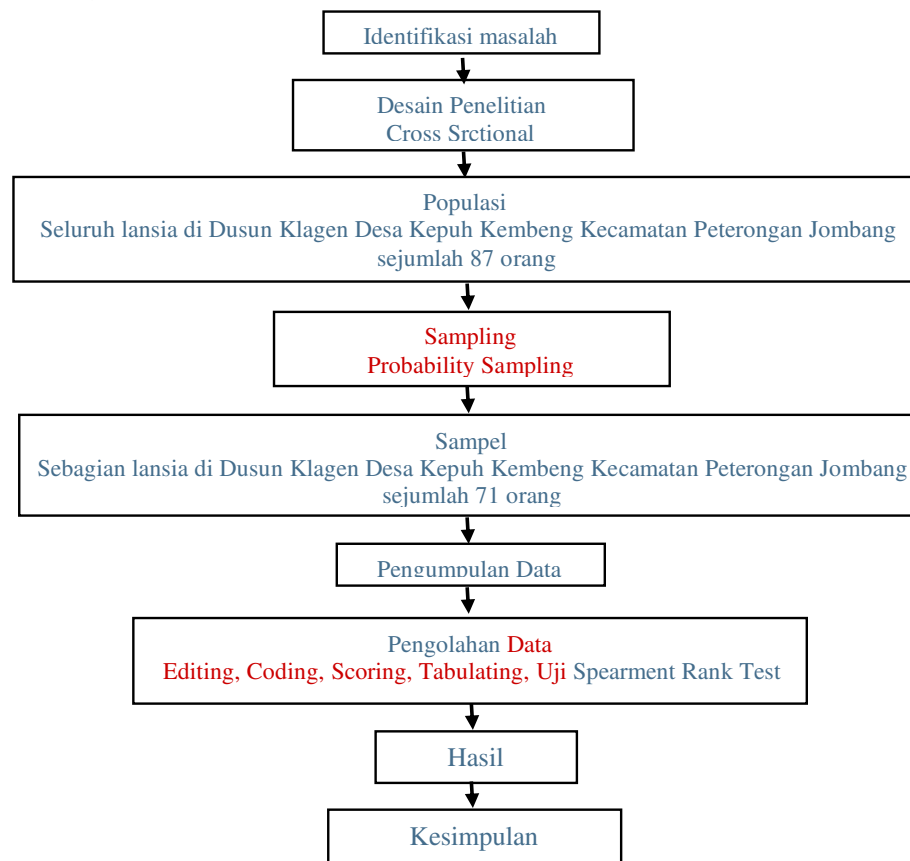 Identifikasi masalah
Desain Penelitian
Cross Srctional
Populasi
Seluruh lansia di Dusun Klagen Desa Kepuh Kembeng Kecamatan Peterongan Jombang
sejumlah 87 orang
Sampling
Probability Sampling
Sampel
Sebagian lansia di Dusun Klagen Desa Kepuh Kembeng Kecamatan Peterongan Jombang
sejumlah 71 orang
Pengumpulan Data
Pengolahan Data
Editing, Coding, Scoring, Tabulating, Uji Spearment Rank Test
Hasil
Kesimpulan